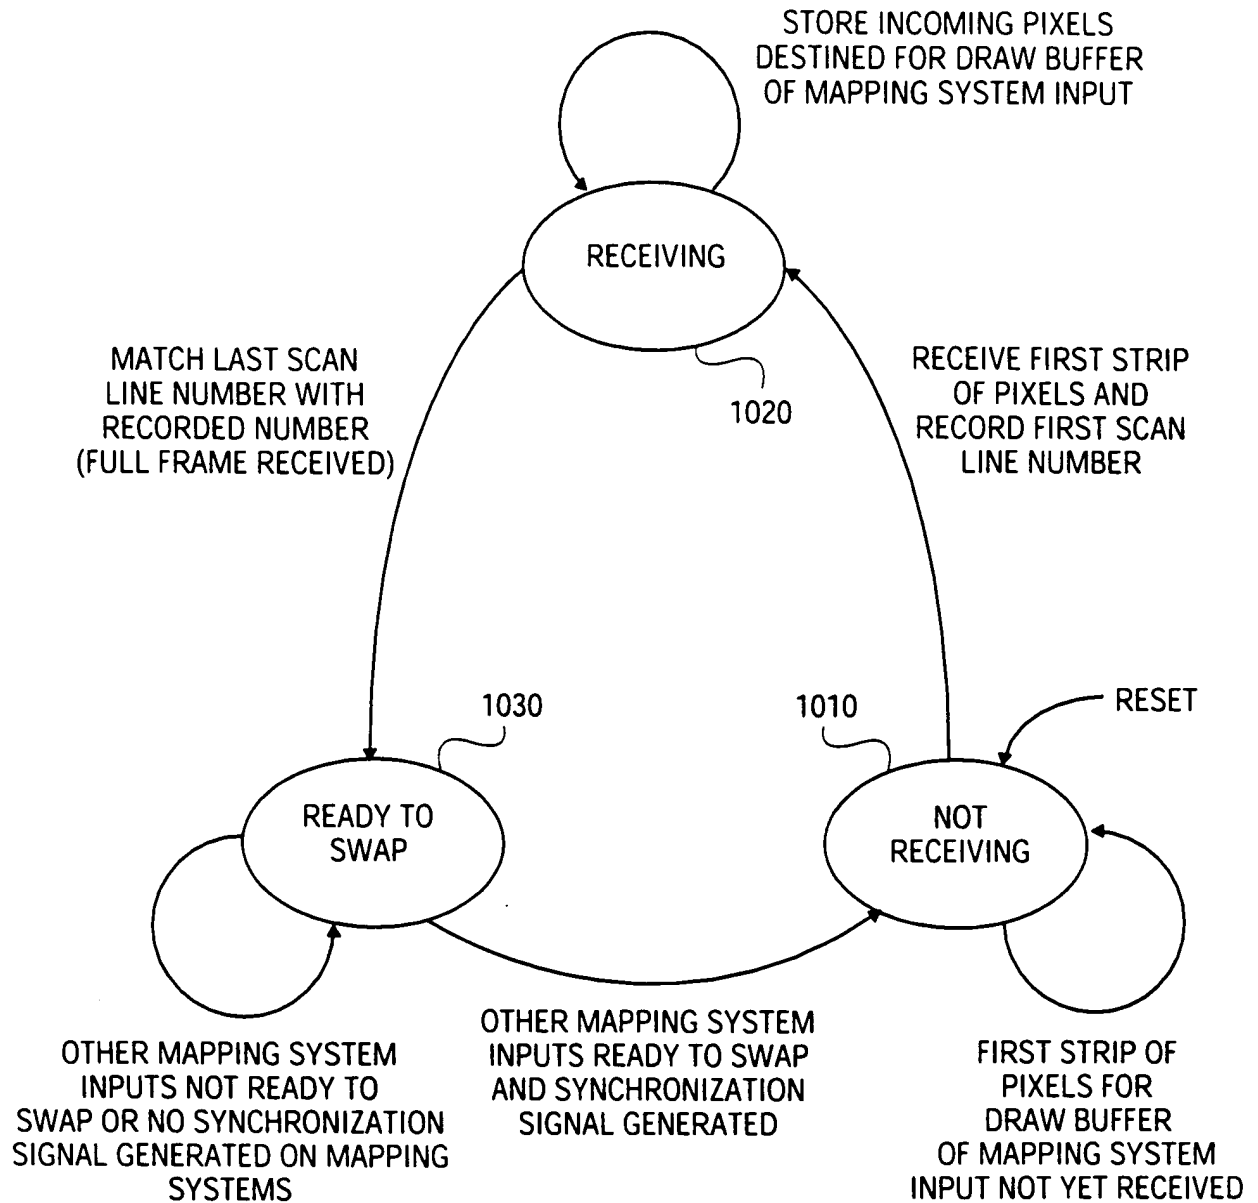 STORE INCOMING PIXELS
DESTINED FOR DRAW BUFFER
OF MAPPING SYSTEM INPUT
RECEIVING
MATCH LAST SCAN
LINE NUMBER WITH
RECORDED NUMBER
(FULL FRAME RECEIVED)
1020
RECEIVE FIRST STRIP
OF PIXELS AND
RECORD FIRST SCAN
LINE NUMBER
1030
1010
RESET
READY TO
SWAP
NOT
RECEIVING
OTHER MAPPING SYSTEM
INPUTS NOT READY TO
SWAP OR NO SYNCHRONIZATION
SIGNAL GENERATED ON MAPPING
SYSTEMS
OTHER MAPPING SYSTEM
INPUTS READY TO SWAP
AND SYNCHRONIZATION
SIGNAL GENERATED
FIRST STRIP OF
PIXELS FOR
DRAW BUFFER
OF MAPPING SYSTEM
INPUT NOT YET RECEIVED